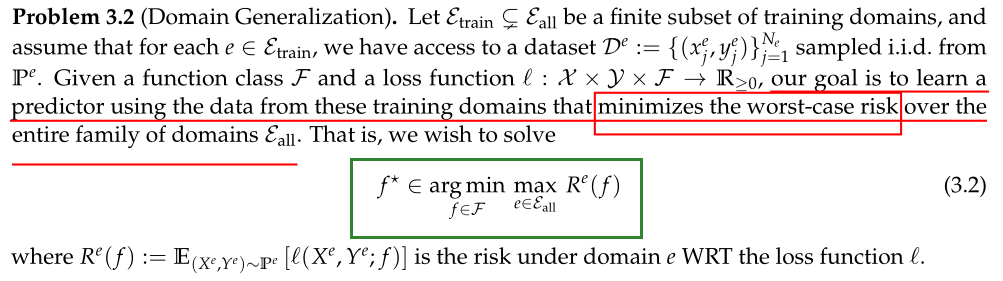 Problem 3.2 (Domain Generalization). Let ℰ_train ⊊ ℰ_all be a finite subset of training domains, and
assume that for each e ∈ ℰ_train, we have access to a dataset 𝒟^e := {(x_j^e, y_j^e)}_{j=1}^{N_e} sampled i.i.d. from
ℙ^e. Given a function class ℱ and a loss function ℓ : 𝒳 × 𝒴 × ℱ → ℝ_{≥0}, our goal is to learn a
predictor using the data from these training domains that minimizes the worst-case risk over the
entire family of domains ℰ_all. That is, we wish to solve
f* ∈ arg min_{f∈ℱ} max_{e∈ℰ_all} R^e(f) (3.2)
where R^e(f) := 𝔼_{(X^e,Y^e)∼ℙ^e} [ℓ(X^e, Y^e; f)] is the risk under domain e WRT the loss function ℓ.